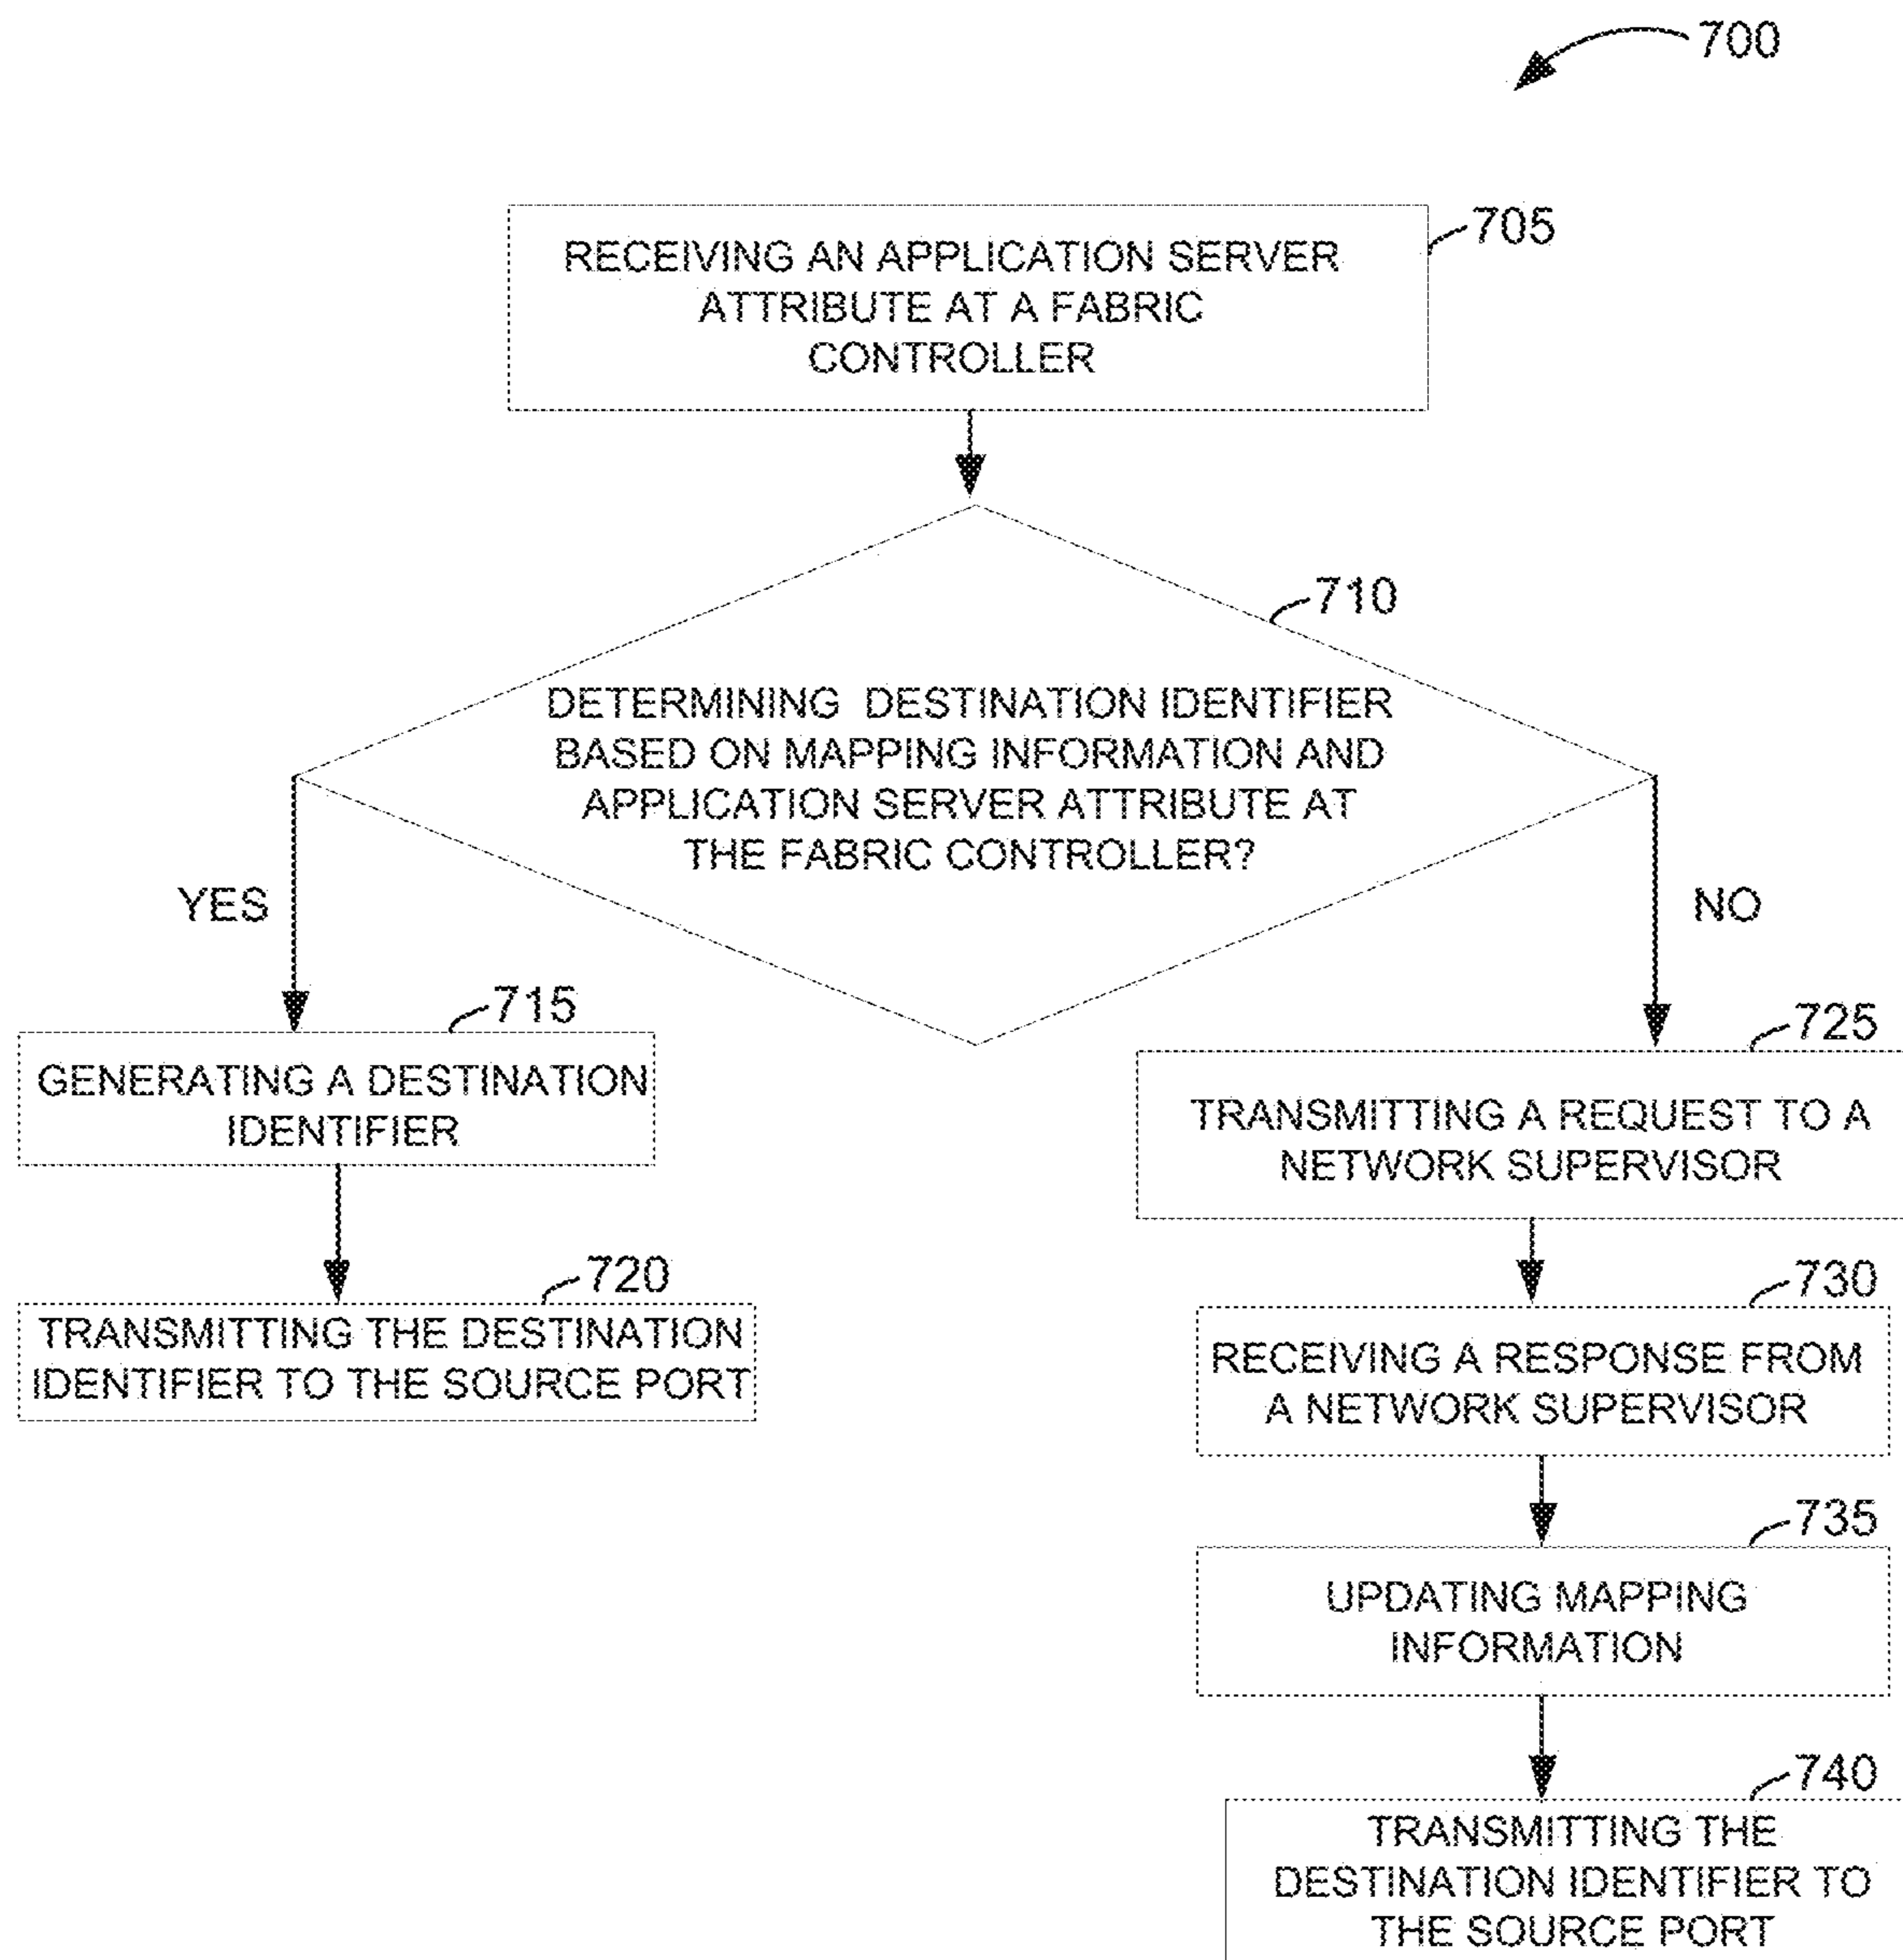 700
705
RECEIVING AN APPLICATION SERVER
ATTRIBUTE AT A FABRIC
CONTROLLER
710
DETERMINING DESTINATION IDENTIFIER
BASED ON MAPPING INFORMATION AND
APPLICATION SERVER ATTRIBUTE AT
THE FABRIC CONTROLLER?
YES
NO
715
GENERATING A DESTINATION
IDENTIFIER
720
TRANSMITTING THE DESTINATION
IDENTIFIER TO THE SOURCE PORT
725
TRANSMITTING A REQUEST TO A
NETWORK SUPERVISOR
730
RECEIVING A RESPONSE FROM
A NETWORK SUPERVISOR
735
UPDATING MAPPING
INFORMATION
740
TRANSMITTING THE
DESTINATION IDENTIFIER TO
THE SOURCE PORT